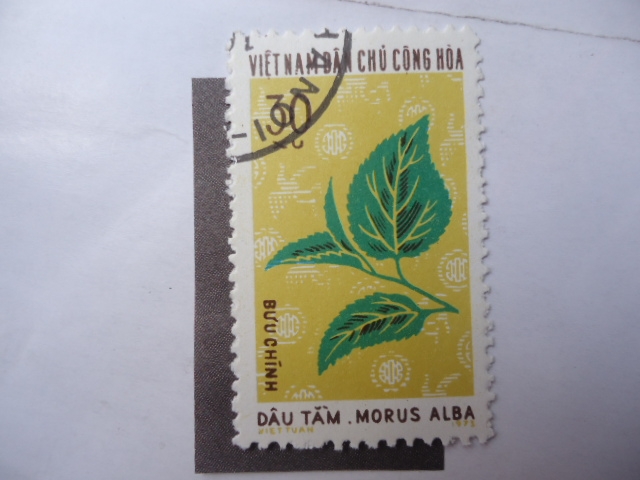 VIỆT NAM DÂN CHỦ CỘNG HÒA
30
BƯU CHÍNH
DÂU TẰM . MORUS ALBA
VIET TUAN